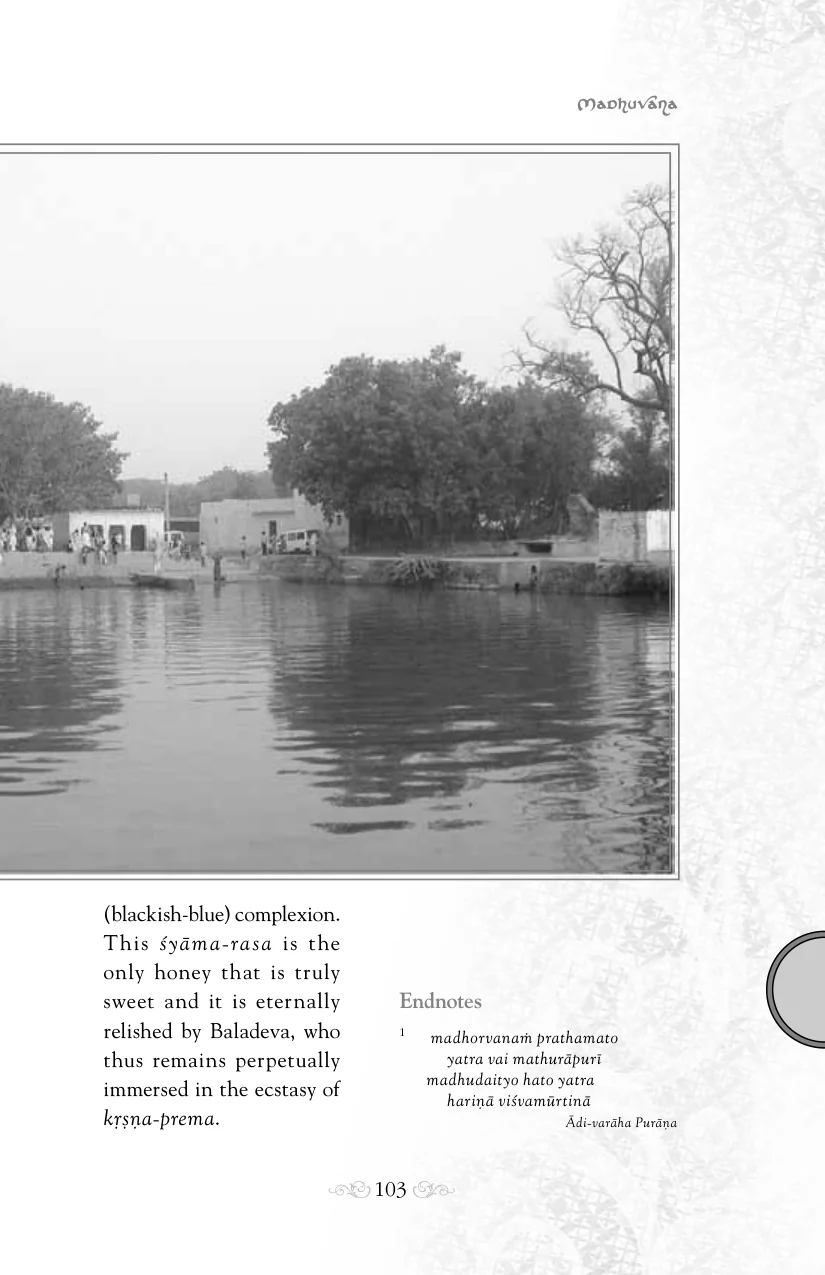 Madhuvana
(blackish-blue) complexion.
This śyāma-rasa is the
only honey that is truly
sweet and it is eternally
relished by Baladeva, who
thus remains perpetually
immersed in the ecstasy of
kṛṣṇa-prema.
Endnotes
1 madhorvanaṁ prathamato
yatra vai mathurāpurī
madhudaityo hato yatra
hariṇā viśvamūrtinā
Ādi-varāha Purāṇa
103